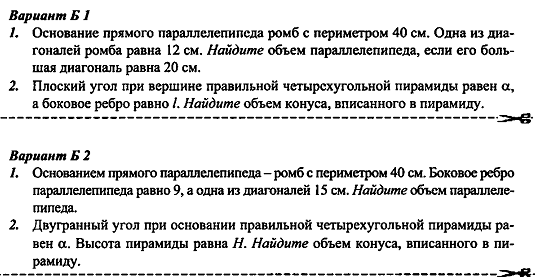 Вариант Б 1
1. Основание прямого параллелепипеда ромб с периметром 40 см. Одна из диа-
гоналей ромба равна 12 см. Найдите объем параллелепипеда, если его боль-
шая диагональ равна 20 см.
2. Плоский угол при вершине правильной четырехугольной пирамиды равен α,
а боковое ребро равно l. Найдите объем конуса, вписанного в пирамиду.
Вариант Б 2
1. Основанием прямого параллелепипеда – ромб с периметром 40 см. Боковое ребро
параллелепипеда равно 9, а одна из диагоналей 15 см. Найдите объем параллеле-
пипеда.
2. Двугранный угол при основании правильной четырехугольной пирамиды ра-
вен α. Высота пирамиды равна H. Найдите объем конуса, вписанного в пи-
рамиду.